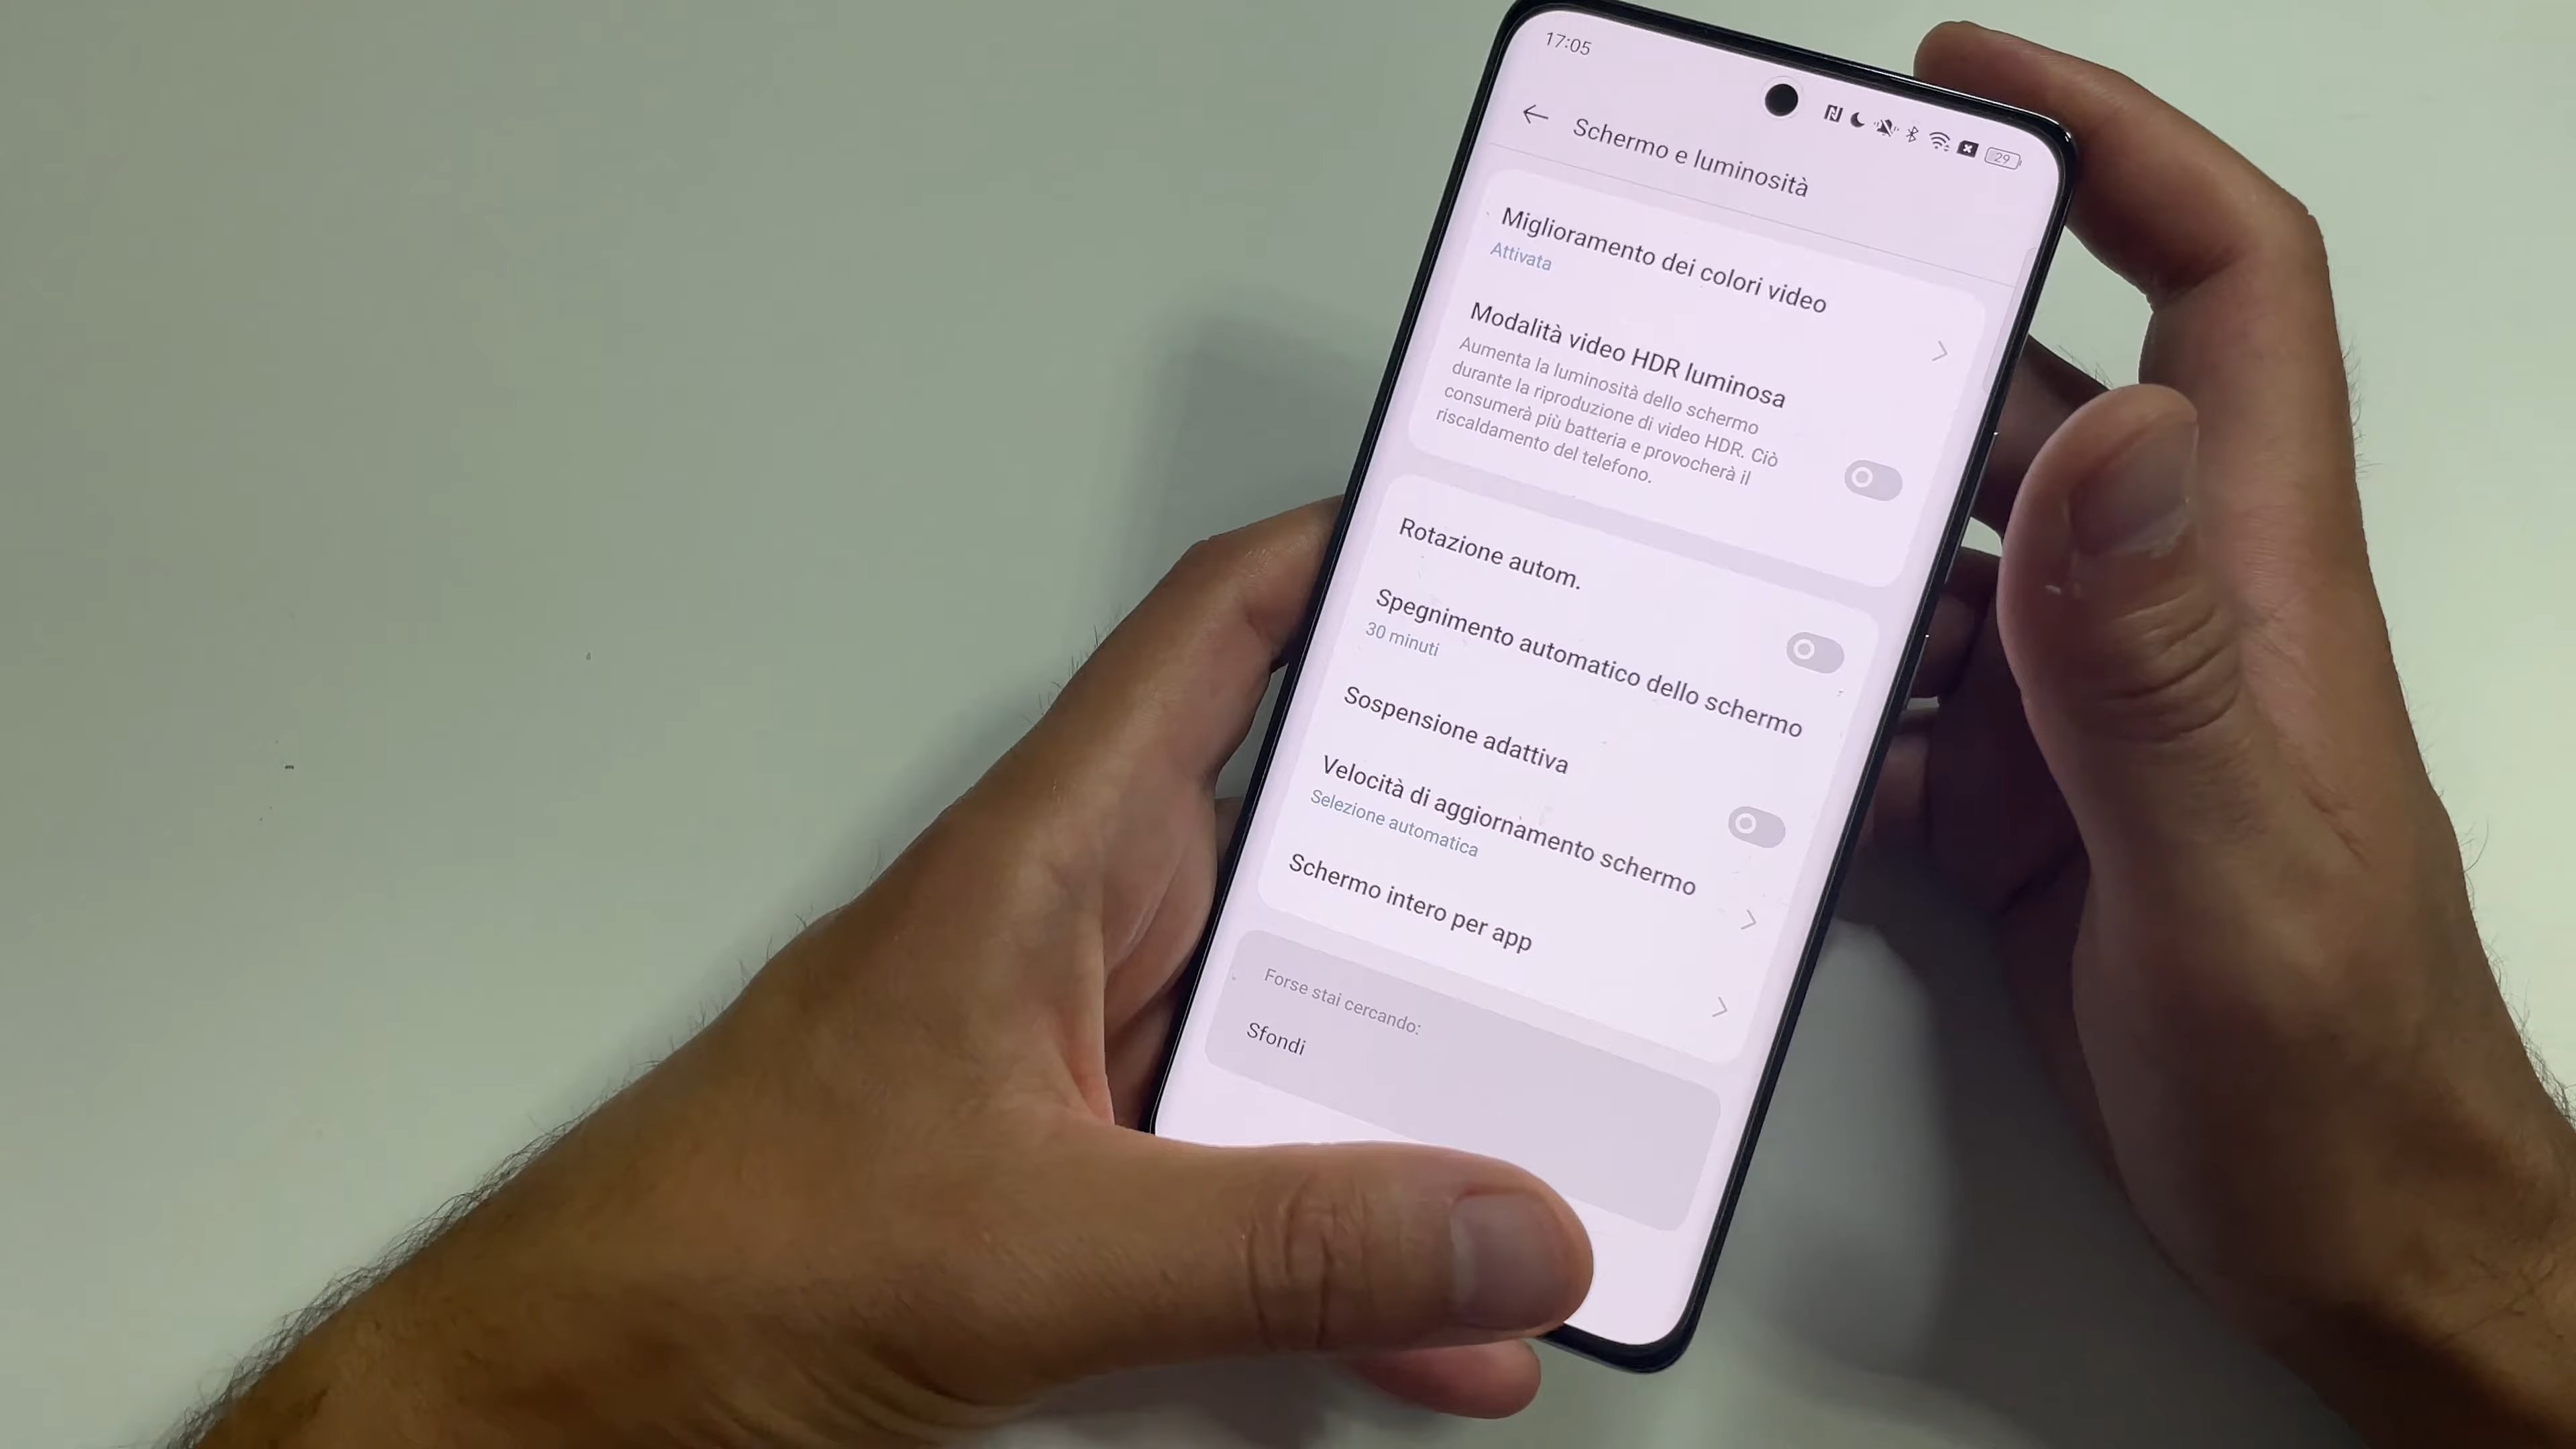 17:05
29
Schermo e luminosità
Miglioramento dei colori video
Attivata
Modalità video HDR luminosa
Aumenta la luminosità dello schermo
durante la riproduzione di video HDR. Ciò
consumerà più batteria e provocherà il
riscaldamento del telefono.
Rotazione autom.
Spegnimento automatico dello schermo
30 minuti
Sospensione adattiva
Velocità di aggiornamento schermo
Selezione automatica
Schermo intero per app
Forse stai cercando:
Sfondi